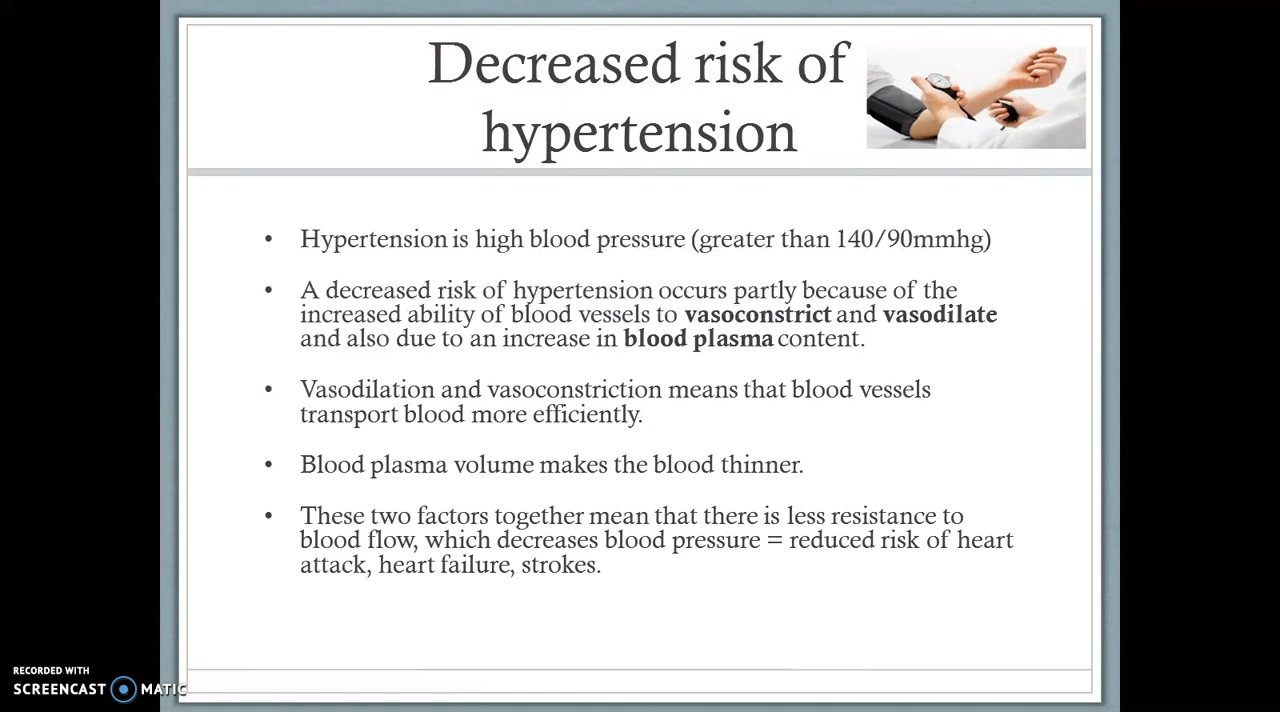 Decreased risk of
hypertension
• Hypertension is high blood pressure (greater than 140/90mmhg)
• A decreased risk of hypertension occurs partly because of the
increased ability of blood vessels to vasoconstrict and vasodilate
and also due to an increase in blood plasma content.
• Vasodilation and vasoconstriction means that blood vessels
transport blood more efficiently.
• Blood plasma volume makes the blood thinner.
• These two factors together mean that there is less resistance to
blood flow, which decreases blood pressure = reduced risk of heart
attack, heart failure, strokes.
RECORDED WITH
SCREENCAST MATIC